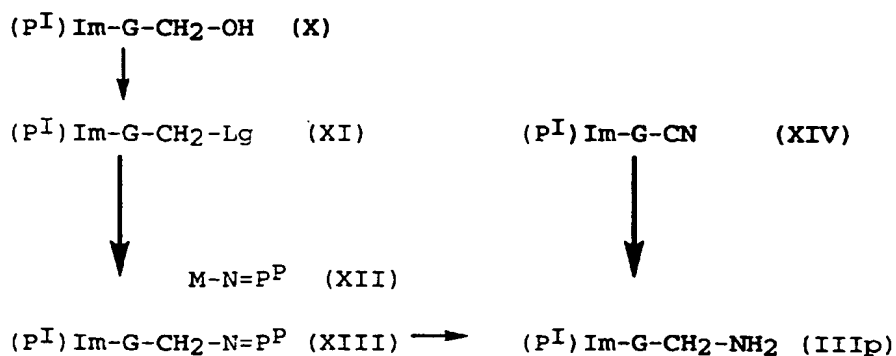 (P^I)Im-G-CH2-OH (X)
(P^I)Im-G-CH2-Lg (XI)
(P^I)Im-G-CN (XIV)
M-N=P^P (XII)
(P^I)Im-G-CH2-N=P^P (XIII)
(P^I)Im-G-CH2-NH2 (IIIp)